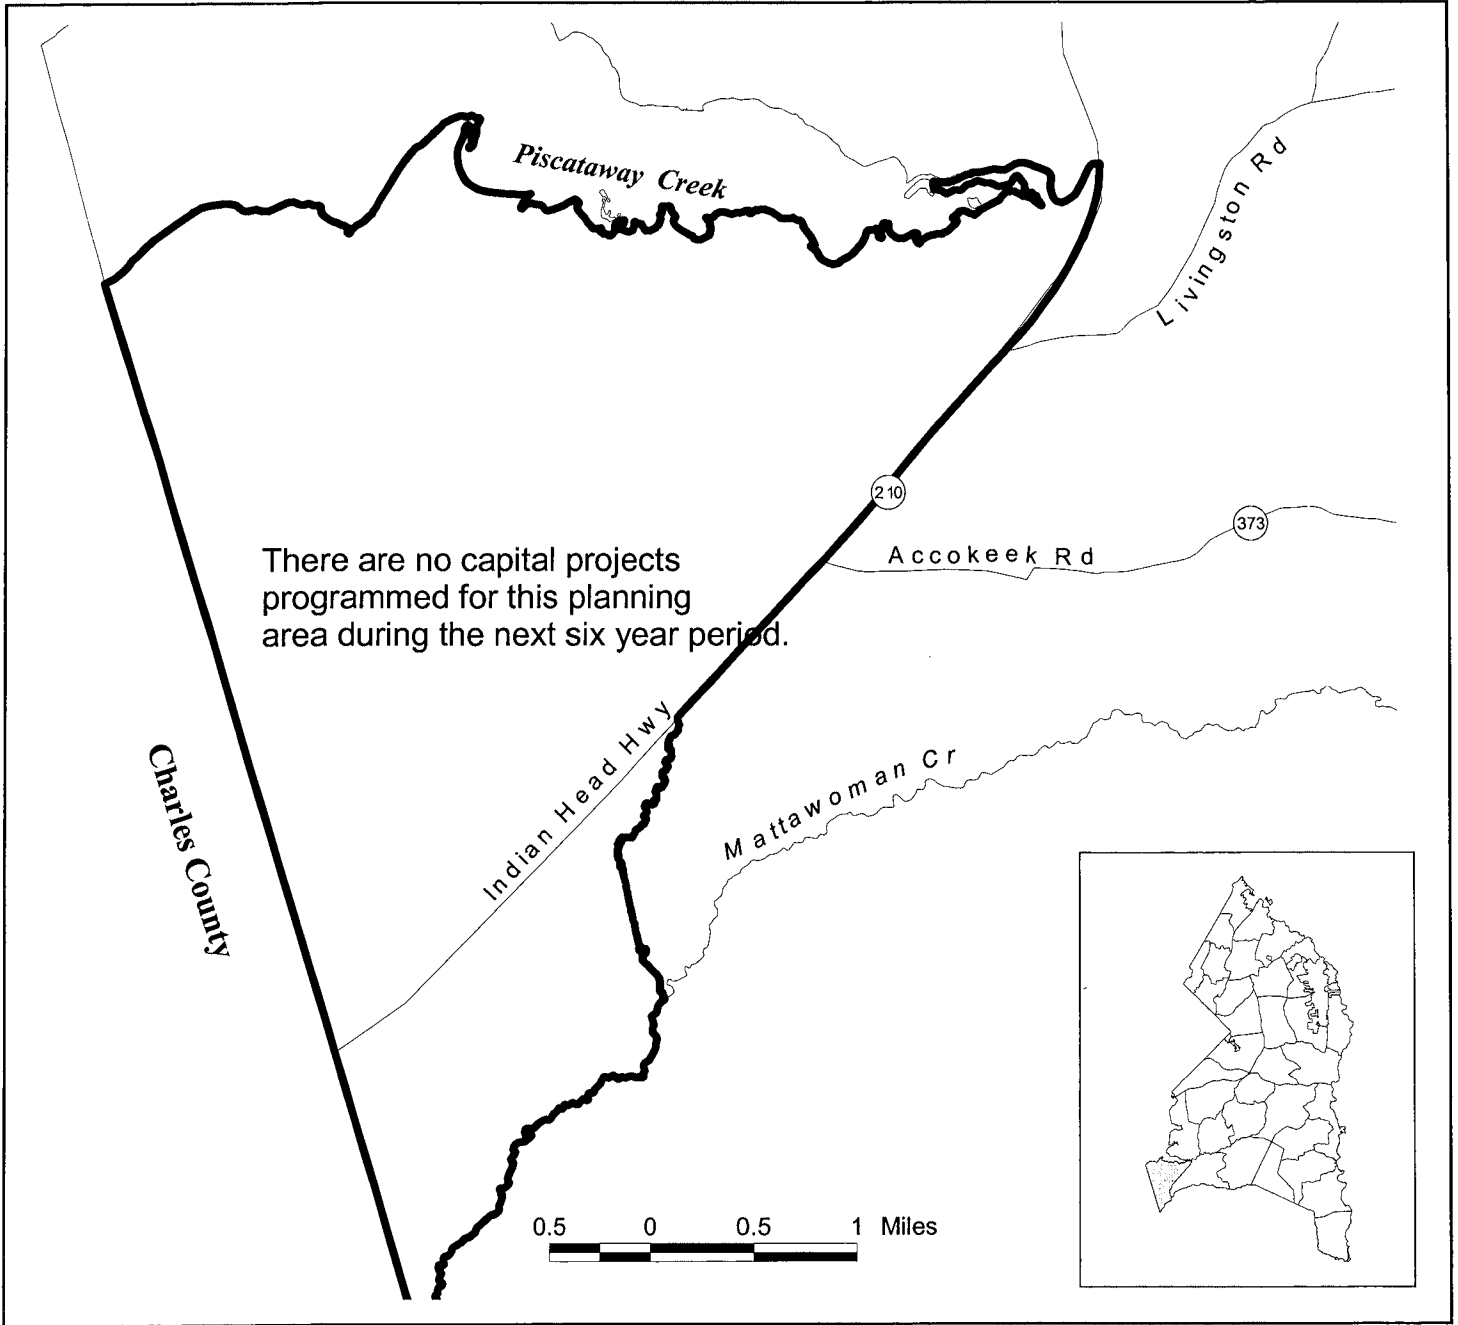 Piscataway Creek
Livingston Rd
210
373
Accokeek Rd
There are no capital projects
programmed for this planning
area during the next six year period.
Indian Head Hwy
Mattawoman Cr
Charles County
0.5 0 0.5 1 Miles